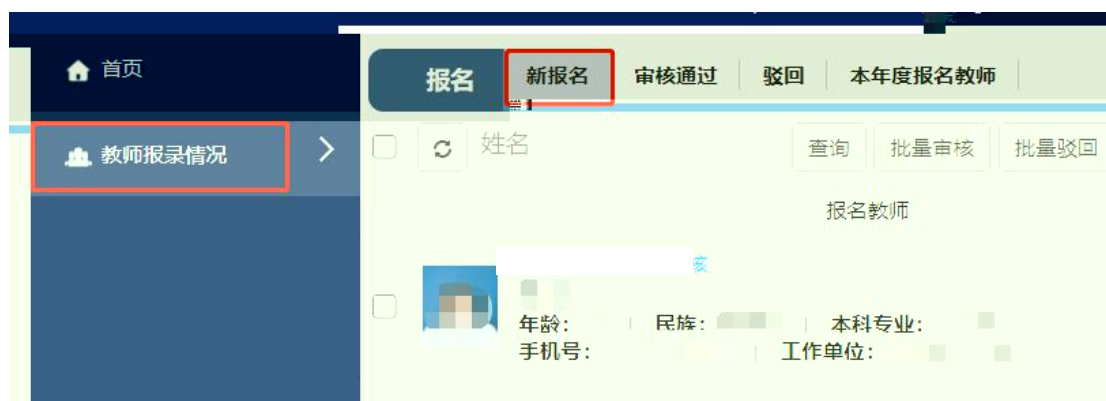 首页
报名 新报名 审核通过 驳回 本年度报名教师
教师报录情况
姓名 查询 批量审核 批量驳回
报名教师
年龄： 民族： 本科专业：
手机号： 工作单位：